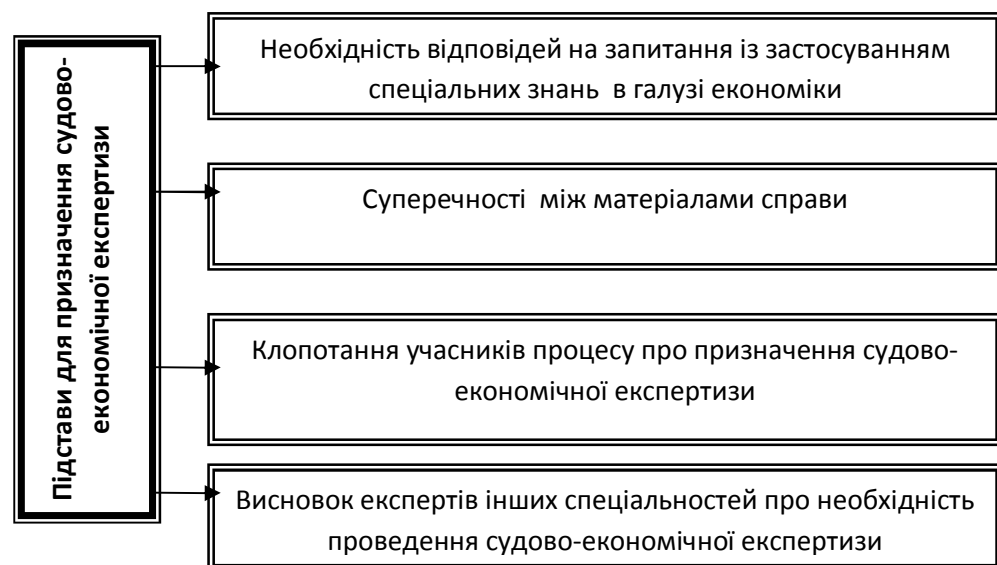 Підстави для призначення судово-
економічної експертизи
Необхідність відповідей на запитання із застосуванням
спеціальних знань в галузі економіки
Суперечності між матеріалами справи
Клопотання учасників процесу про призначення судово-
економічної експертизи
Висновок експертів інших спеціальностей про необхідність
проведення судово-економічної експертизи